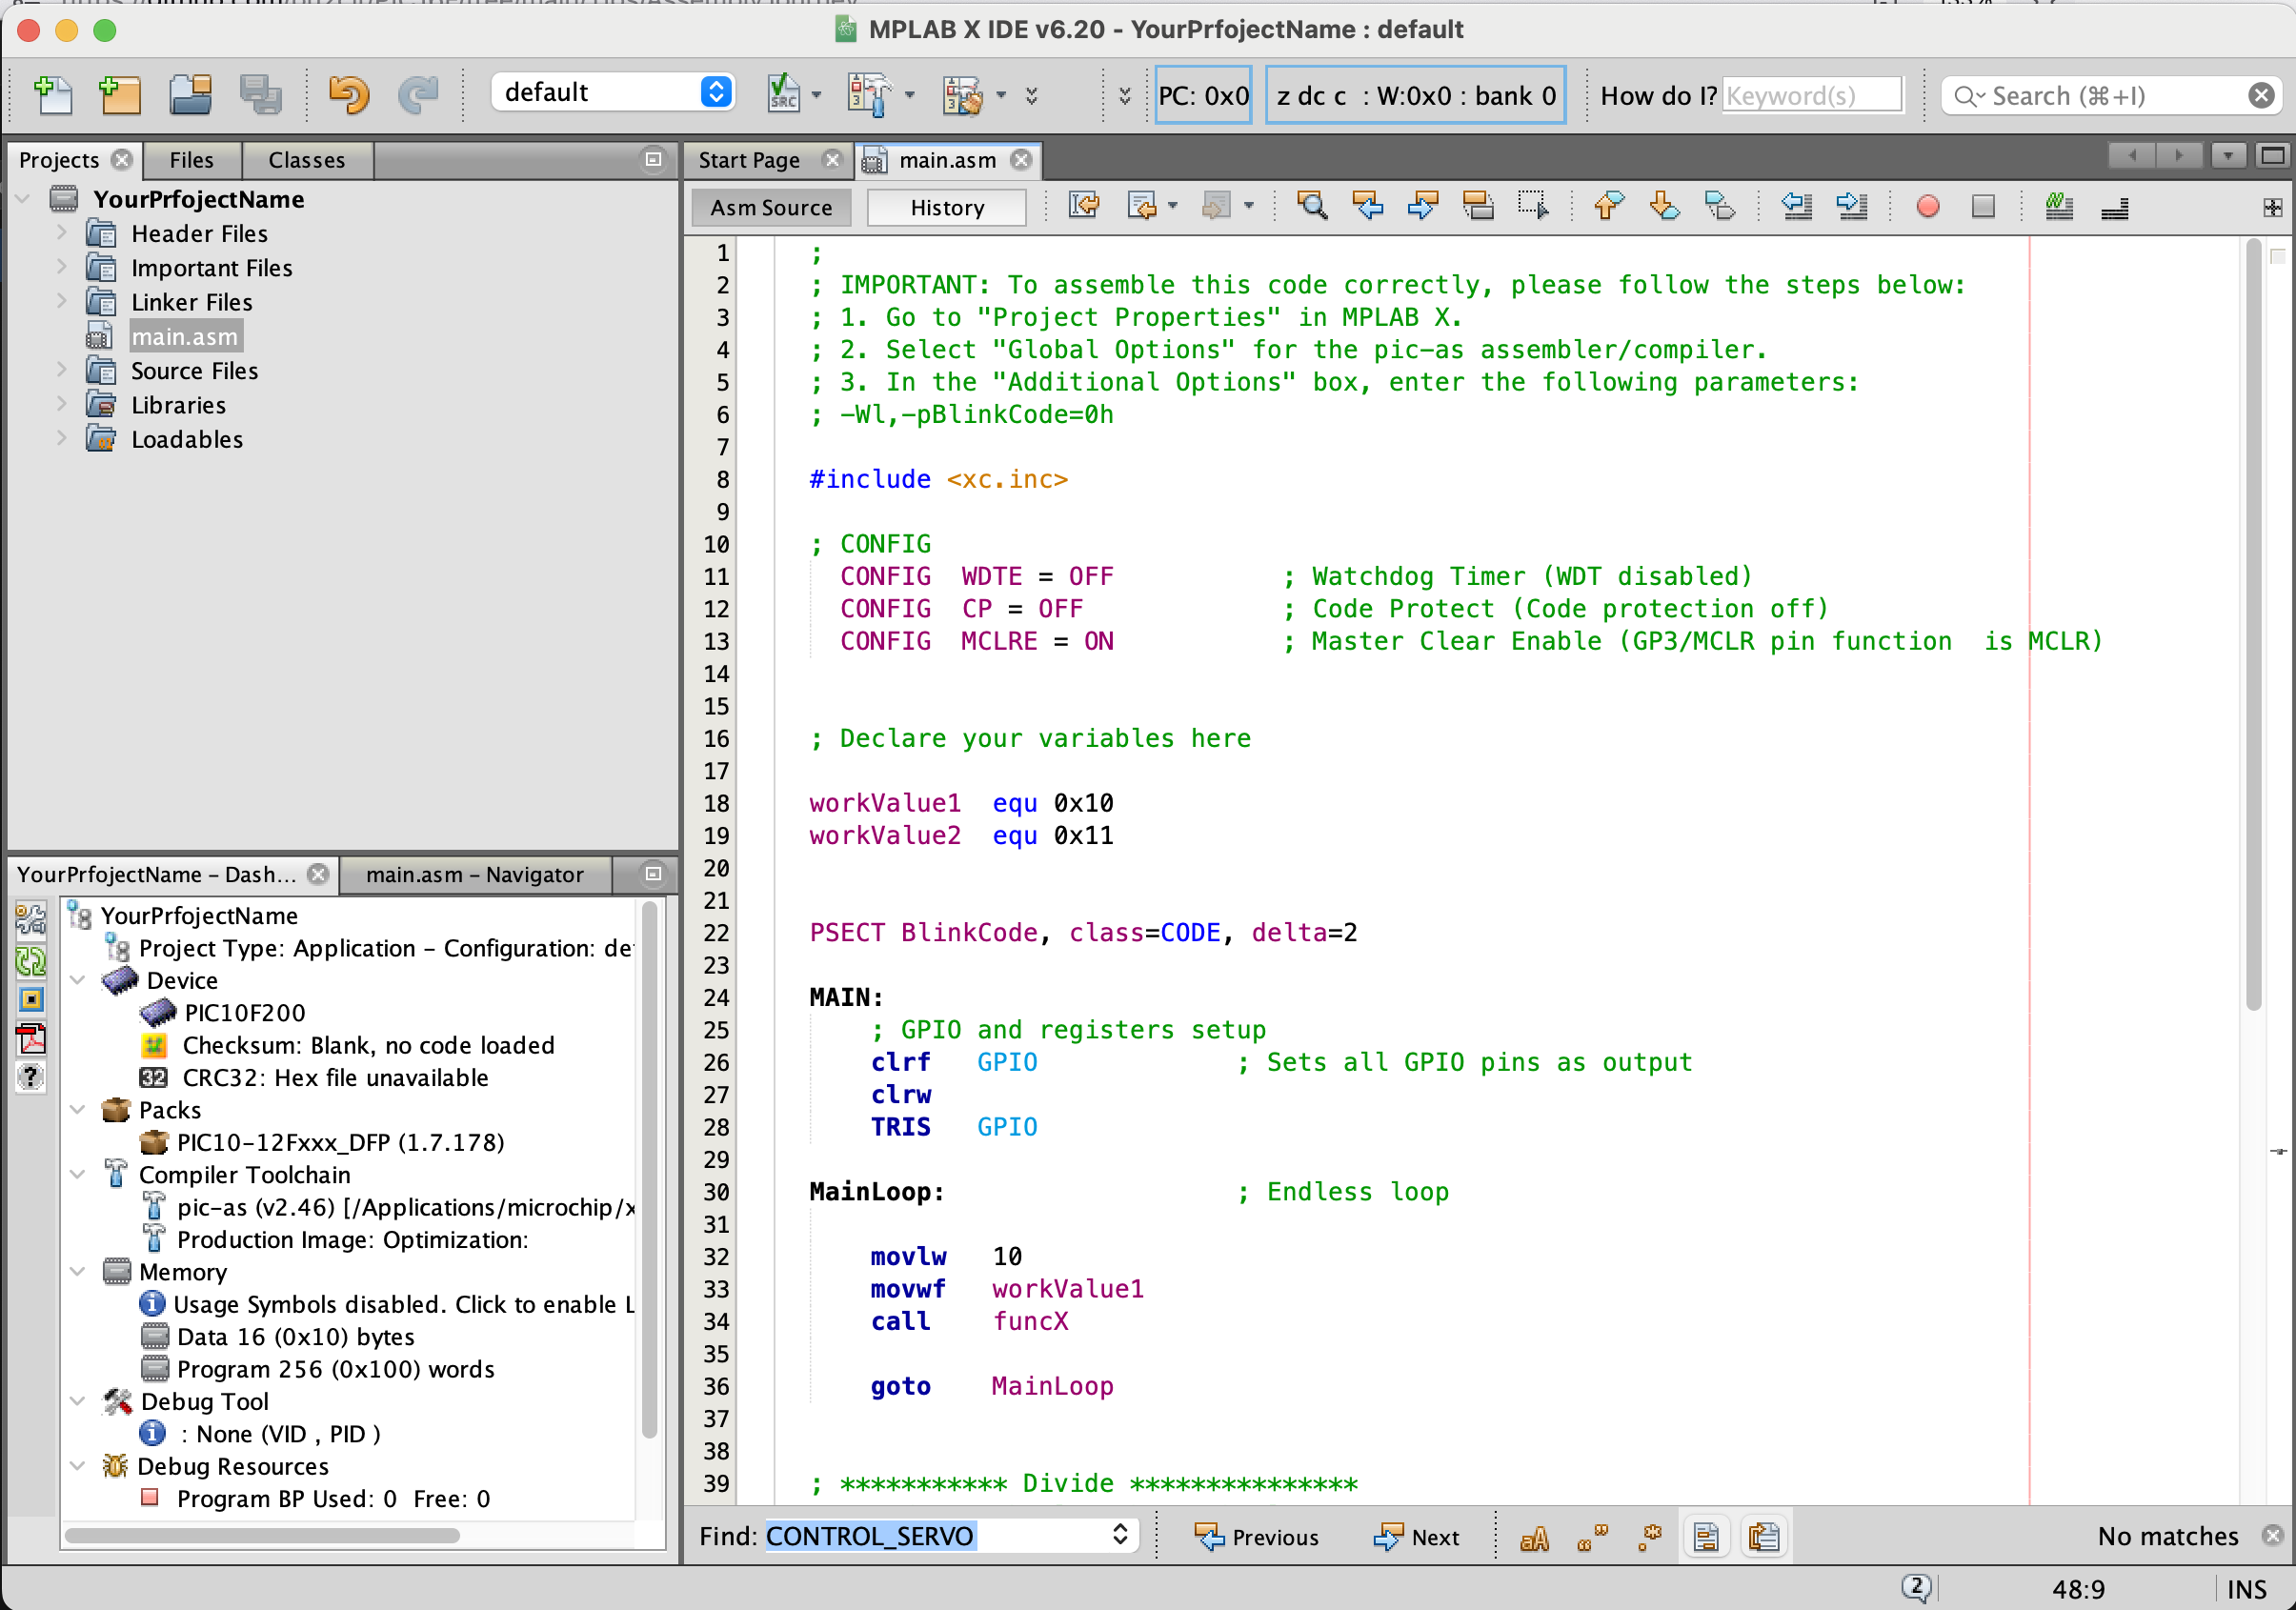 MPLAB X IDE v6.20 - YourPrfojectName : default
default
PC: 0x0
z dc c : W:0x0 : bank 0
How do I?
Keyword(s)
Search (⌘+I)
Projects
Files
Classes
YourPrfojectName
Header Files
Important Files
Linker Files
main.asm
Source Files
Libraries
Loadables
YourPrfojectName – Dash...
main.asm – Navigator
YourPrfojectName
Project Type: Application – Configuration: de
Device
PIC10F200
Checksum: Blank, no code loaded
CRC32: Hex file unavailable
Packs
PIC10–12Fxxx_DFP (1.7.178)
Compiler Toolchain
pic–as (v2.46) [/Applications/microchip/x
Production Image: Optimization:
Memory
Usage Symbols disabled. Click to enable L
Data 16 (0x10) bytes
Program 256 (0x100) words
Debug Tool
: None (VID , PID )
Debug Resources
Program BP Used: 0 Free: 0
Start Page
main.asm
Asm Source
History
1 ;
2 ; IMPORTANT: To assemble this code correctly, please follow the steps below:
3 ; 1. Go to "Project Properties" in MPLAB X.
4 ; 2. Select "Global Options" for the pic-as assembler/compiler.
5 ; 3. In the "Additional Options" box, enter the following parameters:
6 ; -Wl,-pBlinkCode=0h
7
8 #include <xc.inc>
9
10 ; CONFIG
11 CONFIG WDTE = OFF ; Watchdog Timer (WDT disabled)
12 CONFIG CP = OFF ; Code Protect (Code protection off)
13 CONFIG MCLRE = ON ; Master Clear Enable (GP3/MCLR pin function is MCLR)
14
15
16 ; Declare your variables here
17
18 workValue1 equ 0x10
19 workValue2 equ 0x11
20
21
22 PSECT BlinkCode, class=CODE, delta=2
23
24 MAIN:
25 ; GPIO and registers setup
26 clrf GPIO ; Sets all GPIO pins as output
27 clrw
28 TRIS GPIO
29
30 MainLoop: ; Endless loop
31
32 movlw 10
33 movwf workValue1
34 call funcX
35
36 goto MainLoop
37
38
39 ; *********** Divide ***************
Find: CONTROL_SERVO
Previous
Next
No matches
2
48:9
INS